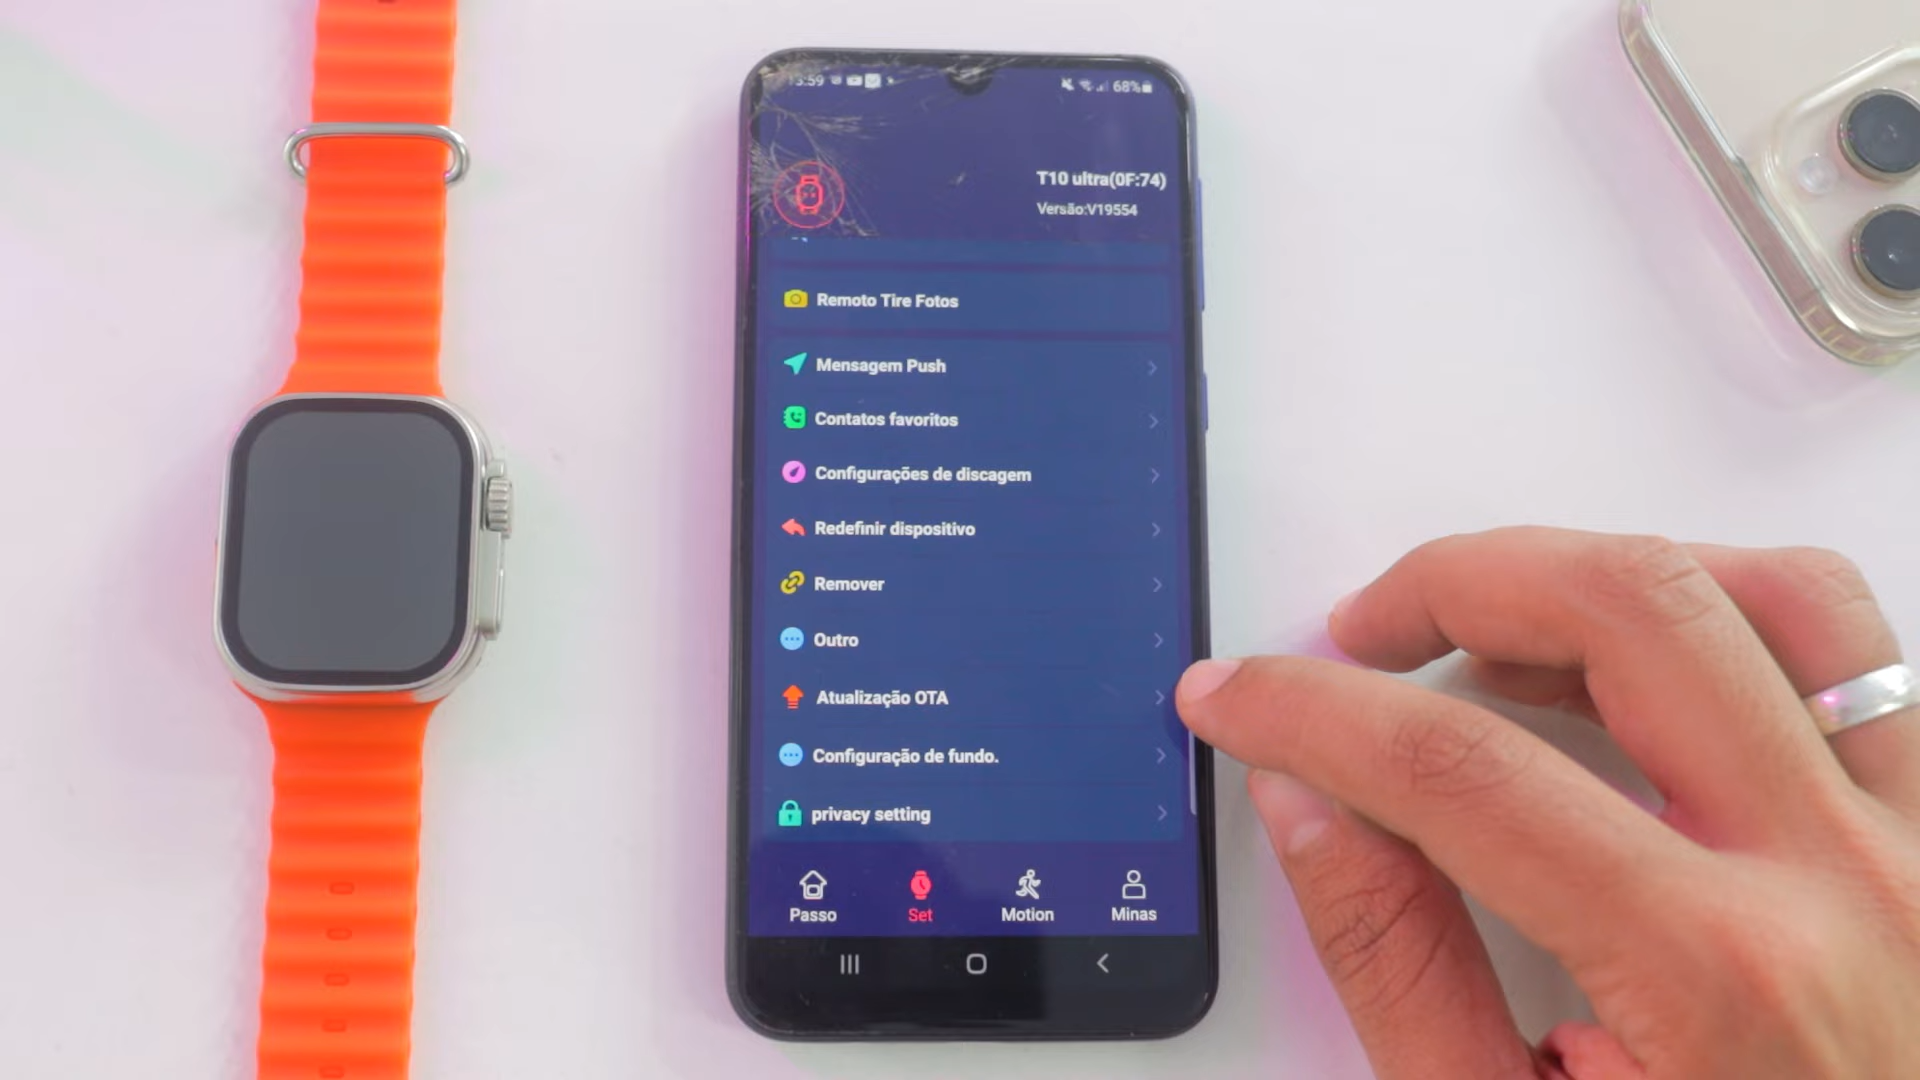 :59
68%
T10 ultra(0F:74)
Versão:V19554
Remoto Tire Fotos
Mensagem Push
Contatos favoritos
Configurações de discagem
Redefinir dispositivo
Remover
Outro
Atualização OTA
Configuração de fundo.
privacy setting
Passo
Set
Motion
Minas